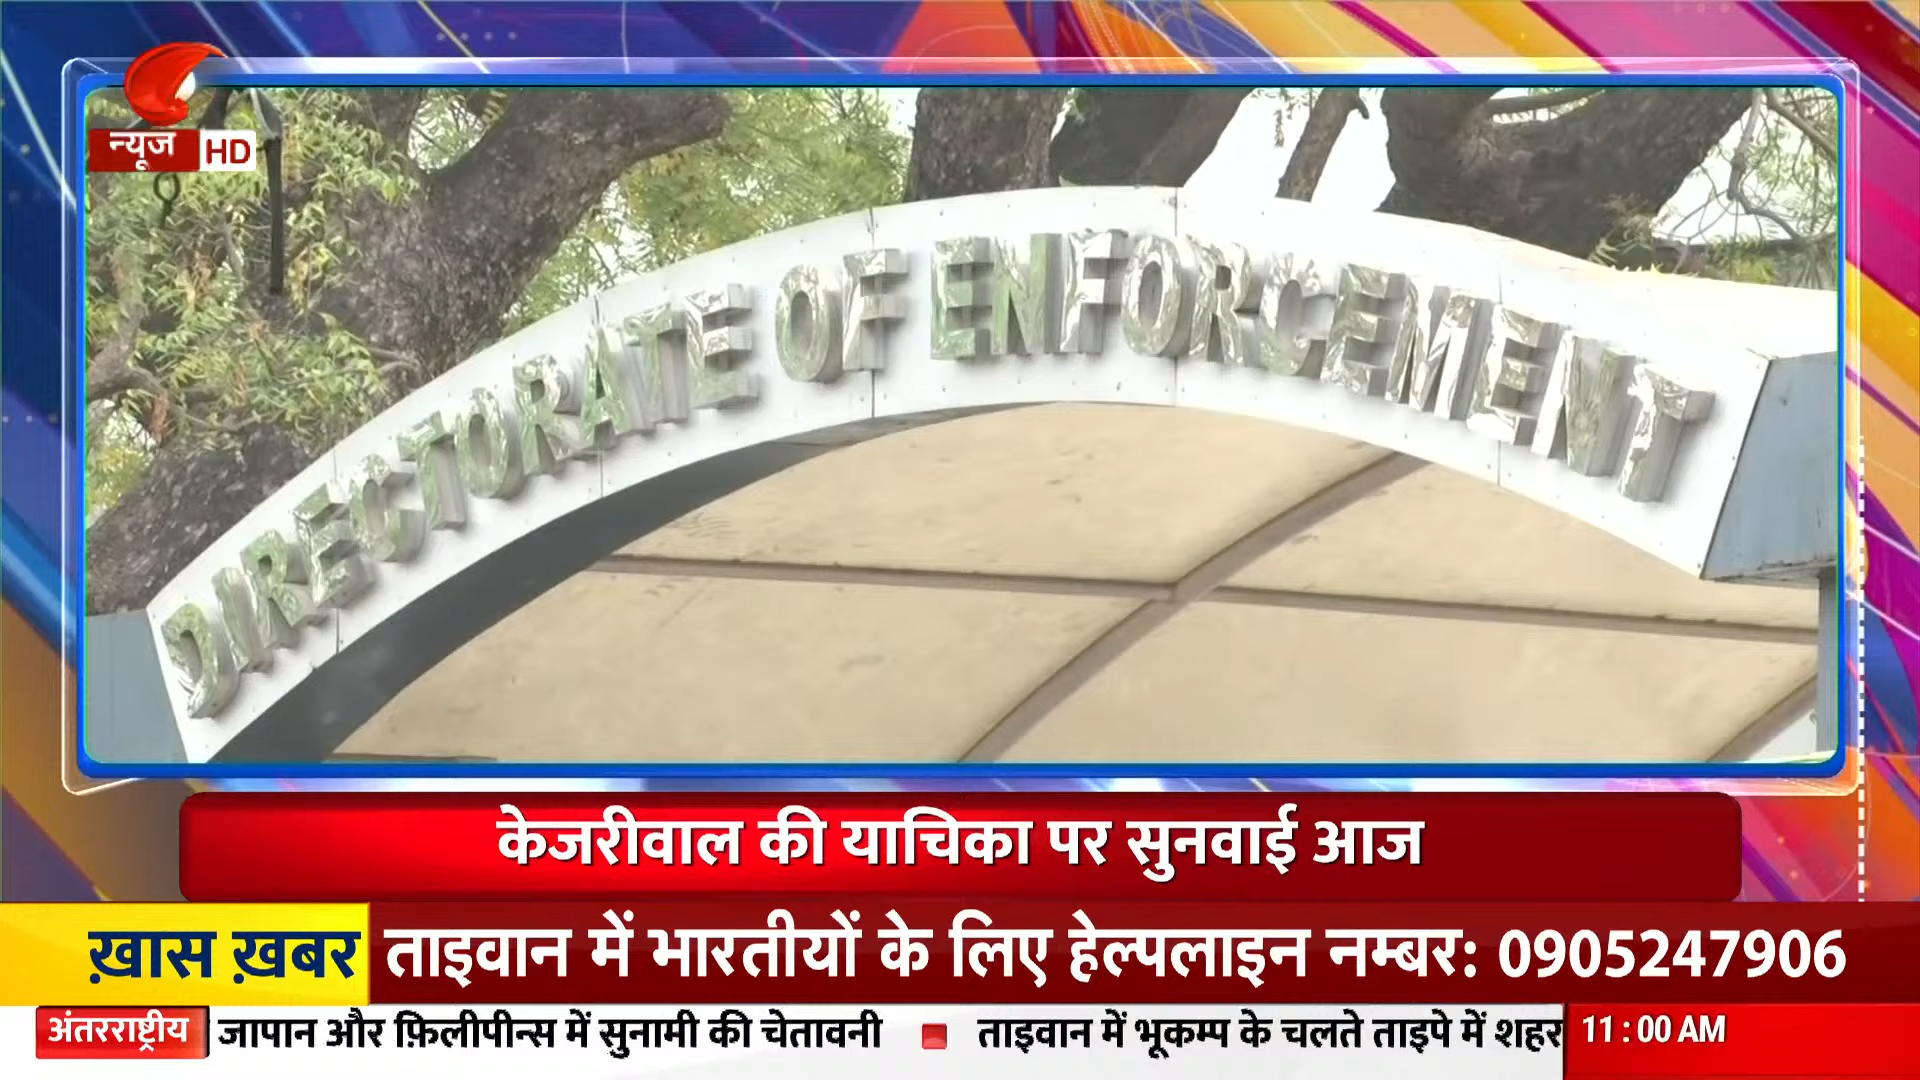 न्यूज HD
DIRECTORATE OF ENFORCEMENT
केजरीवाल की याचिका पर सुनवाई आज
ख़ास ख़बर ताइवान में भारतीयों के लिए हेल्पलाइन नम्बर: 0905247906
अंतरराष्ट्रीय जापान और फ़िलीपीन्स में सुनामी की चेतावनी ताइवान में भूकम्प के चलते ताइपे में शहर 11 : 00 AM